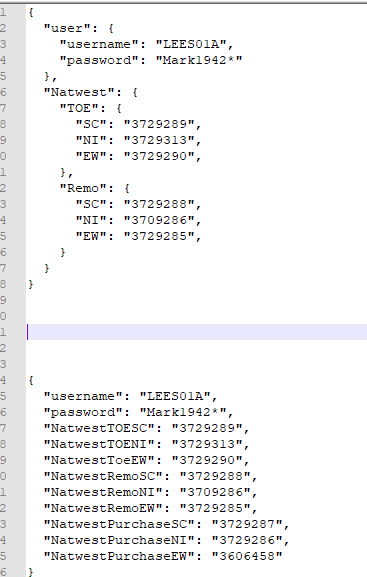 1 {
2   "user": {
3     "username": "LEES01A",
4     "password": "Mark1942*"
5   },
6   "Natwest": {
7     "TOE": {
8       "SC": "3729289",
9       "NI": "3729313",
0       "EW": "3729290",
1     },
2     "Remo": {
3       "SC": "3729288",
4       "NI": "3709286",
5       "EW": "3729285",
6     }
7   }
8 }
9
0
1
2
3
4 {
5   "username": "LEES01A",
6   "password": "Mark1942*",
7   "NatwestTOESC": "3729289",
8   "NatwestTOENI": "3729313",
9   "NatwestToeEW": "3729290",
0   "NatwestRemoSC": "3729288",
1   "NatwestRemoNI": "3709286",
2   "NatwestRemoEW": "3729285",
3   "NatwestPurchaseSC": "3729287",
4   "NatwestPurchaseNI": "3729286",
5   "NatwestPurchaseEW": "3606458"
6 }